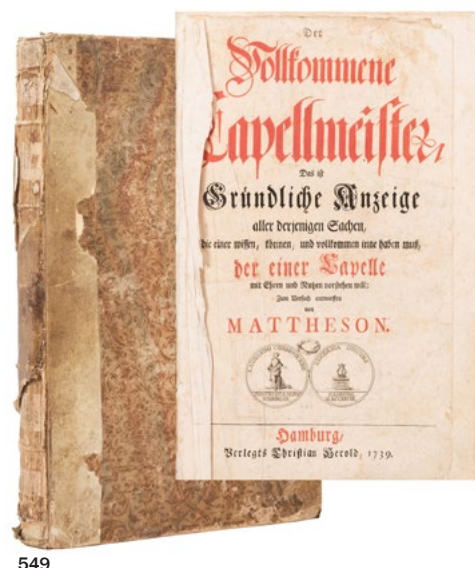 Der
Vollkommene
Capellmeister,
Das ist
Gründliche Anzeige
aller derjenigen Sachen,
die einer wissen, können, und vollkommen inne haben muß,
der einer Capelle
mit Ehren und Nutzen vorstehen will:
Zum Versuch entworffen
von
MATTHESON.
Hamburg,
Verlegts Christian Herold, 1739.
549